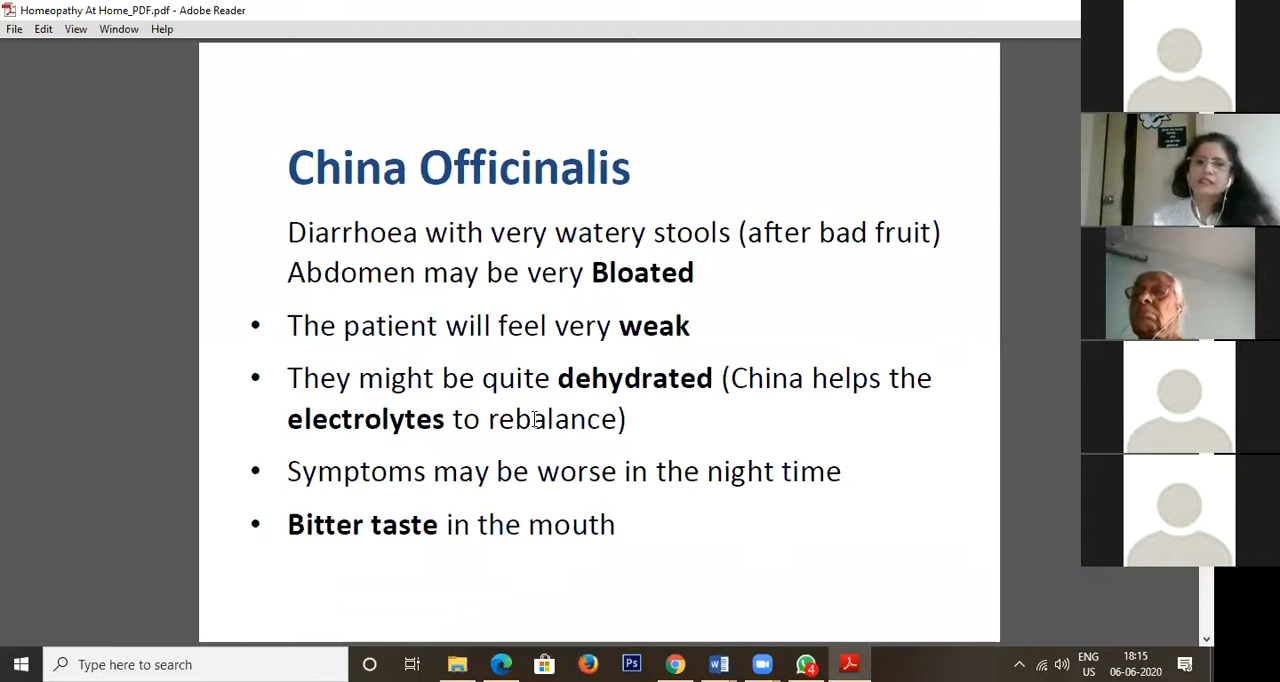 Homeopathy At Home_PDF.pdf - Adobe Reader
File Edit View Window Help
China Officinalis
Diarrhoea with very watery stools (after bad fruit)
Abdomen may be very Bloated
• The patient will feel very weak
• They might be quite dehydrated (China helps the
electrolytes to rebalance)
• Symptoms may be worse in the night time
• Bitter taste in the mouth
Type here to search
Ps
W
4
ENG
US
18:15
06-06-2020